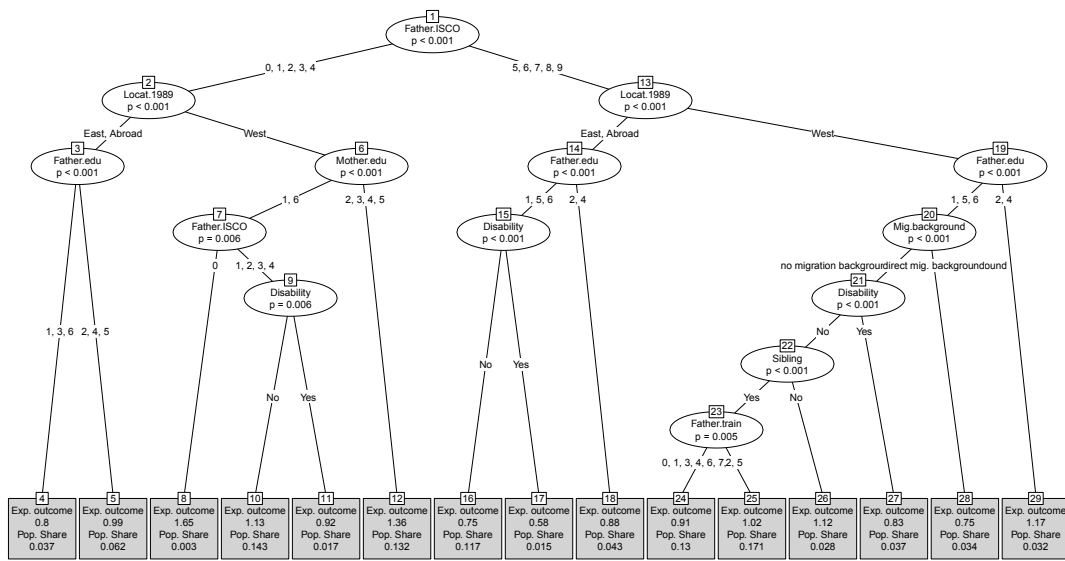 1
Father.ISCO
p < 0.001
0, 1, 2, 3, 4
5, 6, 7, 8, 9
2
Locat.1989
p < 0.001
13
Locat.1989
p < 0.001
East, Abroad
West
East, Abroad
West
3
Father.edu
p < 0.001
6
Mother.edu
p < 0.001
14
Father.edu
p < 0.001
19
Father.edu
p < 0.001
1, 6
2, 3, 4, 5
1, 5, 6
2, 4
1, 5, 6
2, 4
7
Father.ISCO
p = 0.006
15
Disability
p < 0.001
20
Mig.background
p < 0.001
0
1, 2, 3, 4
no migration background
direct mig. background
9
Disability
p = 0.006
21
Disability
p < 0.001
1, 3, 6
2, 4, 5
No
Yes
22
Sibling
p < 0.001
No
Yes
No
Yes
Yes
No
23
Father.train
p = 0.005
0, 1, 3, 4, 6, 7
2, 5
4
Exp. outcome
0.8
Pop. Share
0.037
5
Exp. outcome
0.99
Pop. Share
0.062
8
Exp. outcome
1.65
Pop. Share
0.003
10
Exp. outcome
1.13
Pop. Share
0.143
11
Exp. outcome
0.92
Pop. Share
0.017
12
Exp. outcome
1.36
Pop. Share
0.132
16
Exp. outcome
0.75
Pop. Share
0.117
17
Exp. outcome
0.58
Pop. Share
0.015
18
Exp. outcome
0.88
Pop. Share
0.043
24
Exp. outcome
0.91
Pop. Share
0.13
25
Exp. outcome
1.02
Pop. Share
0.171
26
Exp. outcome
1.12
Pop. Share
0.028
27
Exp. outcome
0.83
Pop. Share
0.037
28
Exp. outcome
0.75
Pop. Share
0.034
29
Exp. outcome
1.17
Pop. Share
0.032